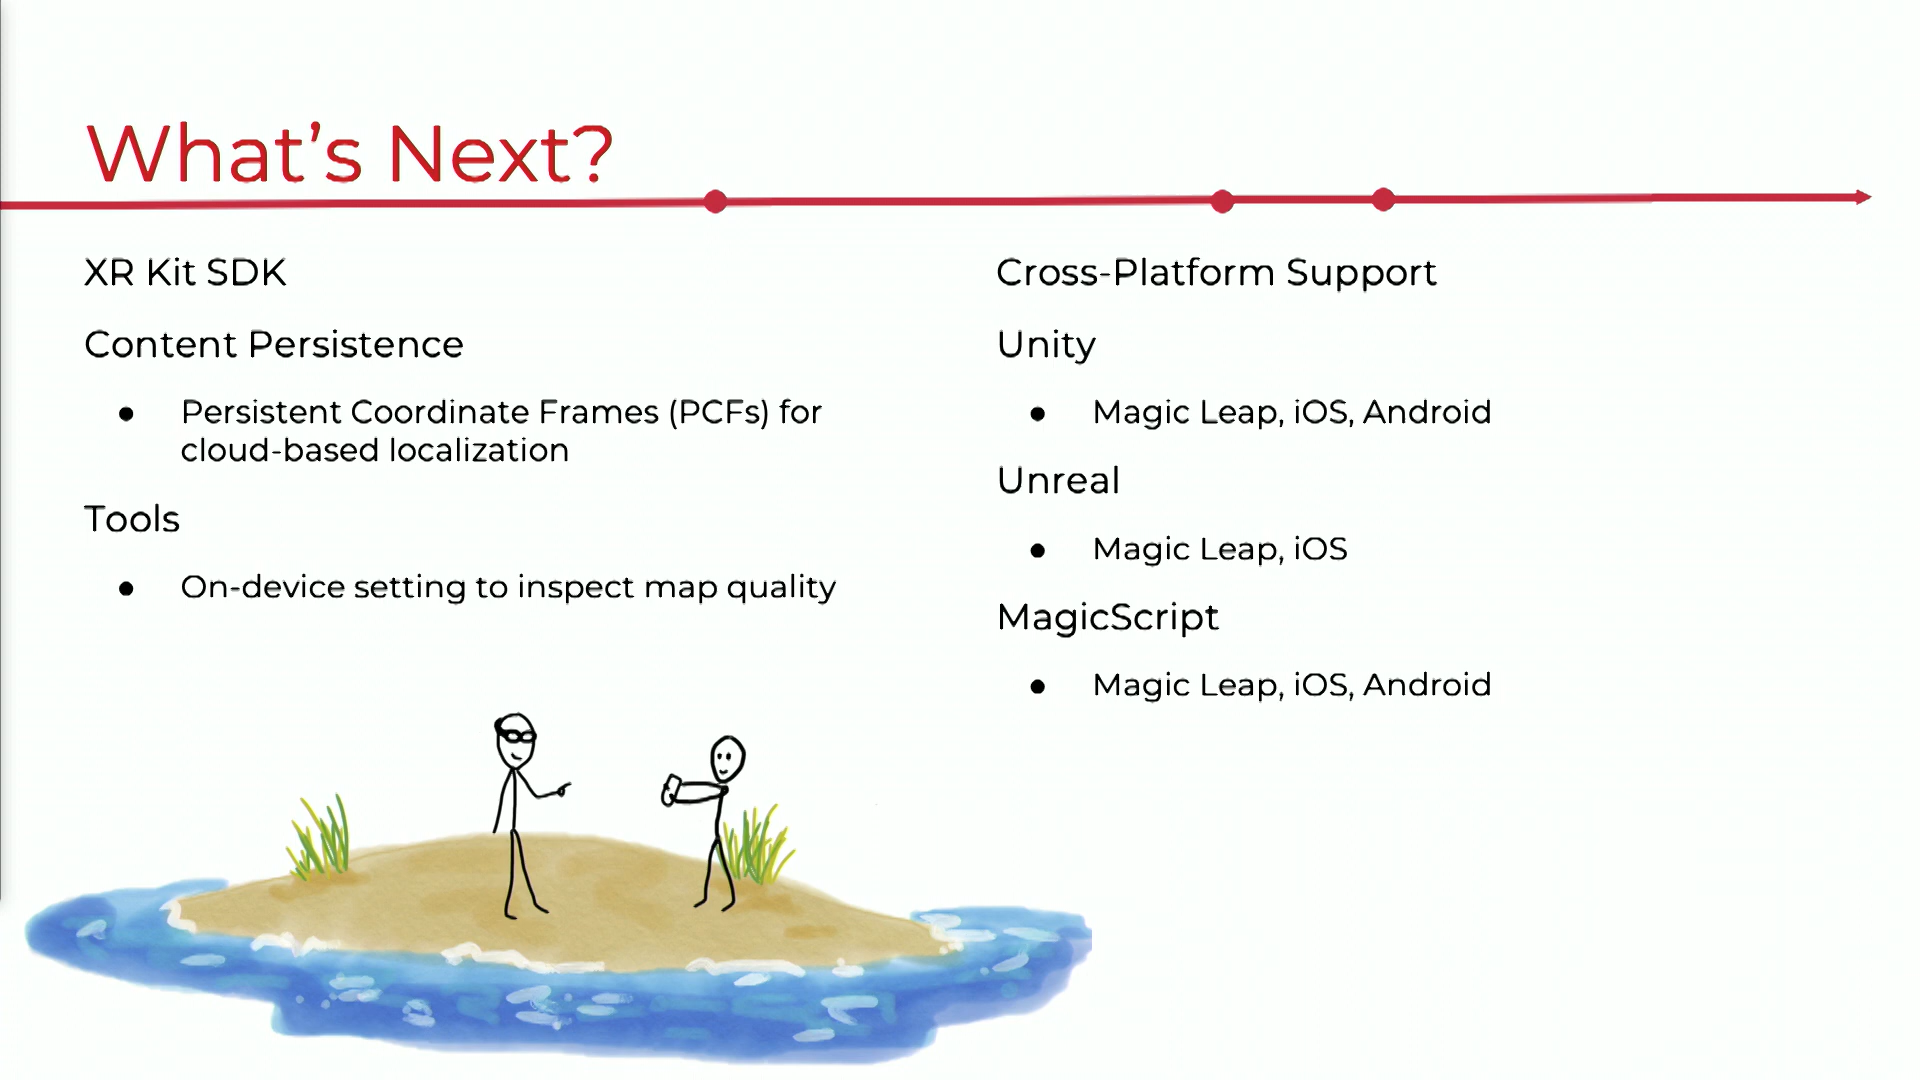 What's Next?
XR Kit SDK
Content Persistence
● Persistent Coordinate Frames (PCFs) for
cloud-based localization
Tools
● On-device setting to inspect map quality
Cross-Platform Support
Unity
● Magic Leap, iOS, Android
Unreal
● Magic Leap, iOS
MagicScript
● Magic Leap, iOS, Android